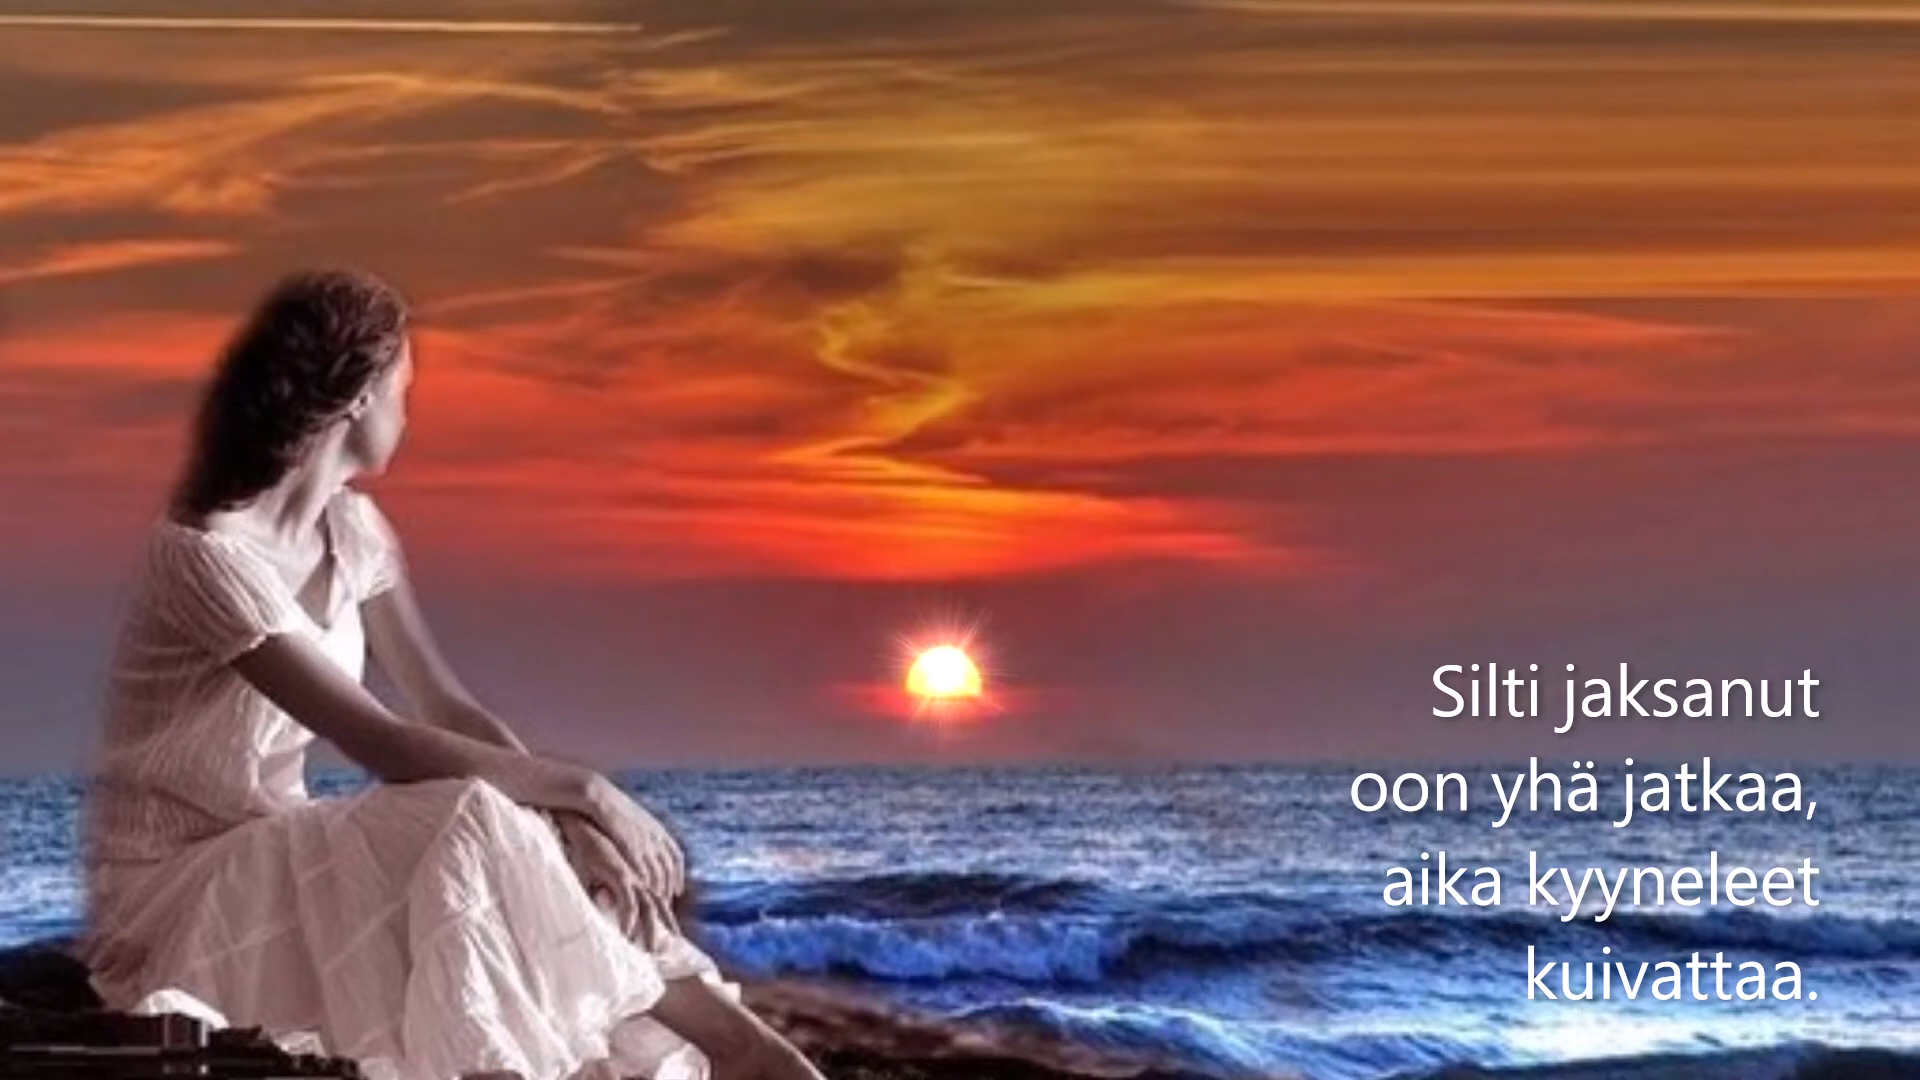 Silti jaksanut
oon yhä jatkaa,
aika kyyneleet
kuivattaa.